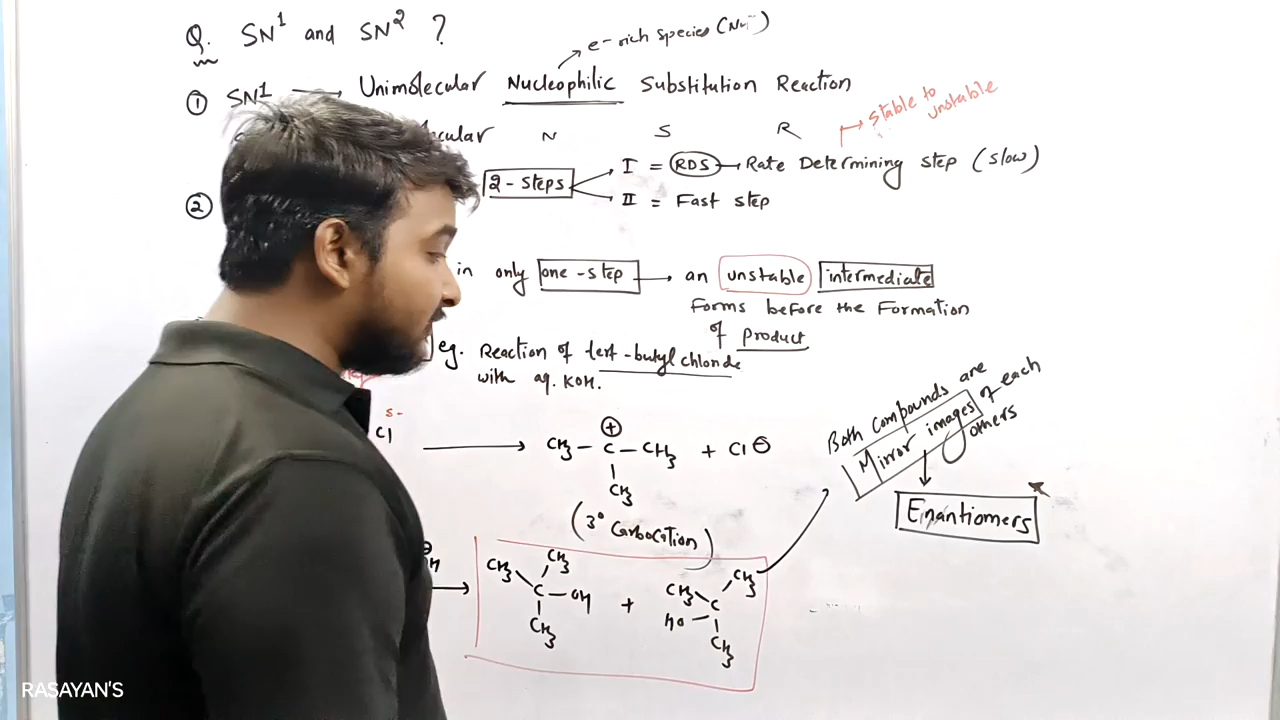 Q. SN1 and SN2 ?
e- rich species (Nu-)
① SN1 → Unimolecular Nucleophilic Substitution Reaction
N S R
stable to unstable
② 2-steps
I = RDS → Rate Determining step (slow)
II = Fast step
in only one-step → an unstable intermediate
forms before the Formation
of product
eg. Reaction of tert-butyl chloride
with aq. KOH.
δ-
Cl → CH3 - C - CH3 + Cl ⊖
⊕
CH3
(3° Carbocation)
Both compounds are
Mirror images of each
others
Enantiomers
CH3 CH3
C - OH
CH3
+
CH3 CH3
C
HO
CH3
RASAYAN'S